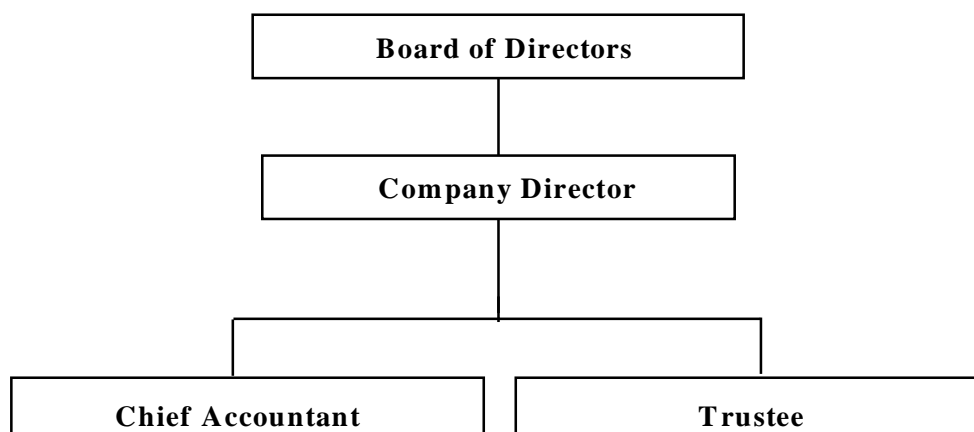 Board of Directors
Company Director
Chief Accountant
Trustee